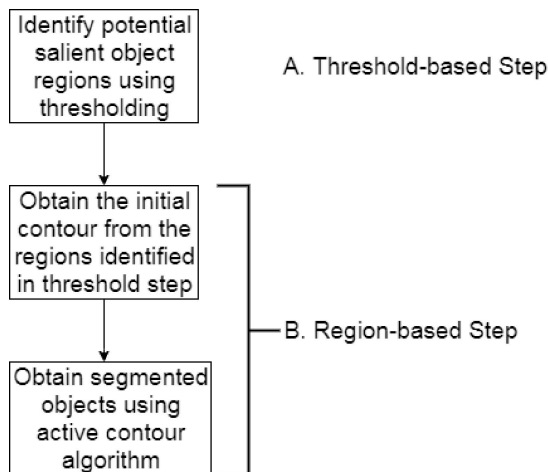 Identify potential
salient object
regions using
thresholding
A. Threshold-based Step
Obtain the initial
contour from the
regions identified
in threshold step
B. Region-based Step
Obtain segmented
objects using
active contour
algorithm